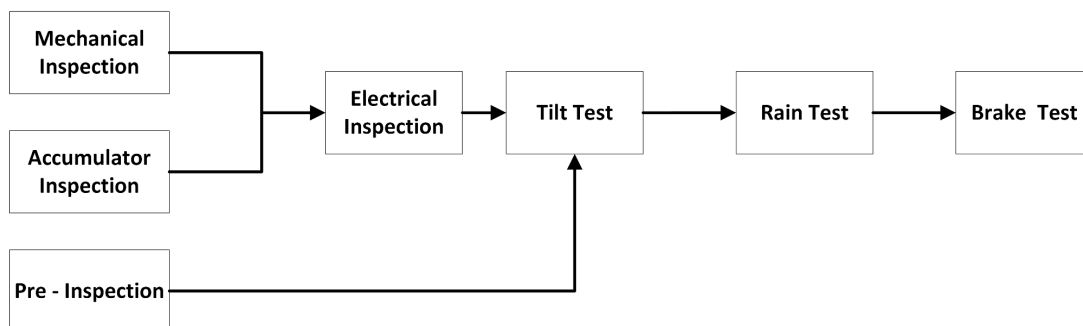 Mechanical
Inspection
Accumulator
Inspection
Pre - Inspection
Electrical
Inspection
Tilt Test
Rain Test
Brake  Test